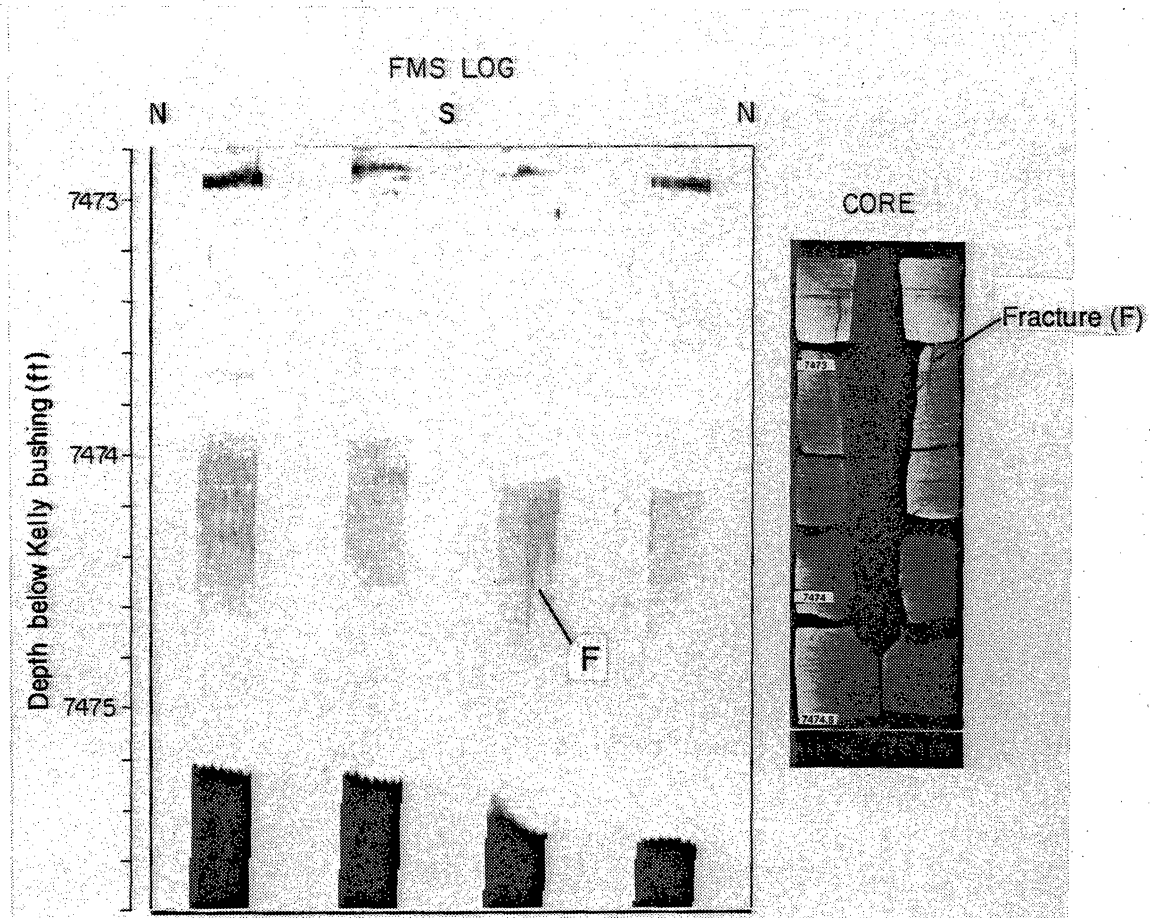 FMS LOG
N S N
Depth below Kelly bushing (ft)
7473
7474
7475
F
CORE
Fracture (F)
7473
7474
7474.8